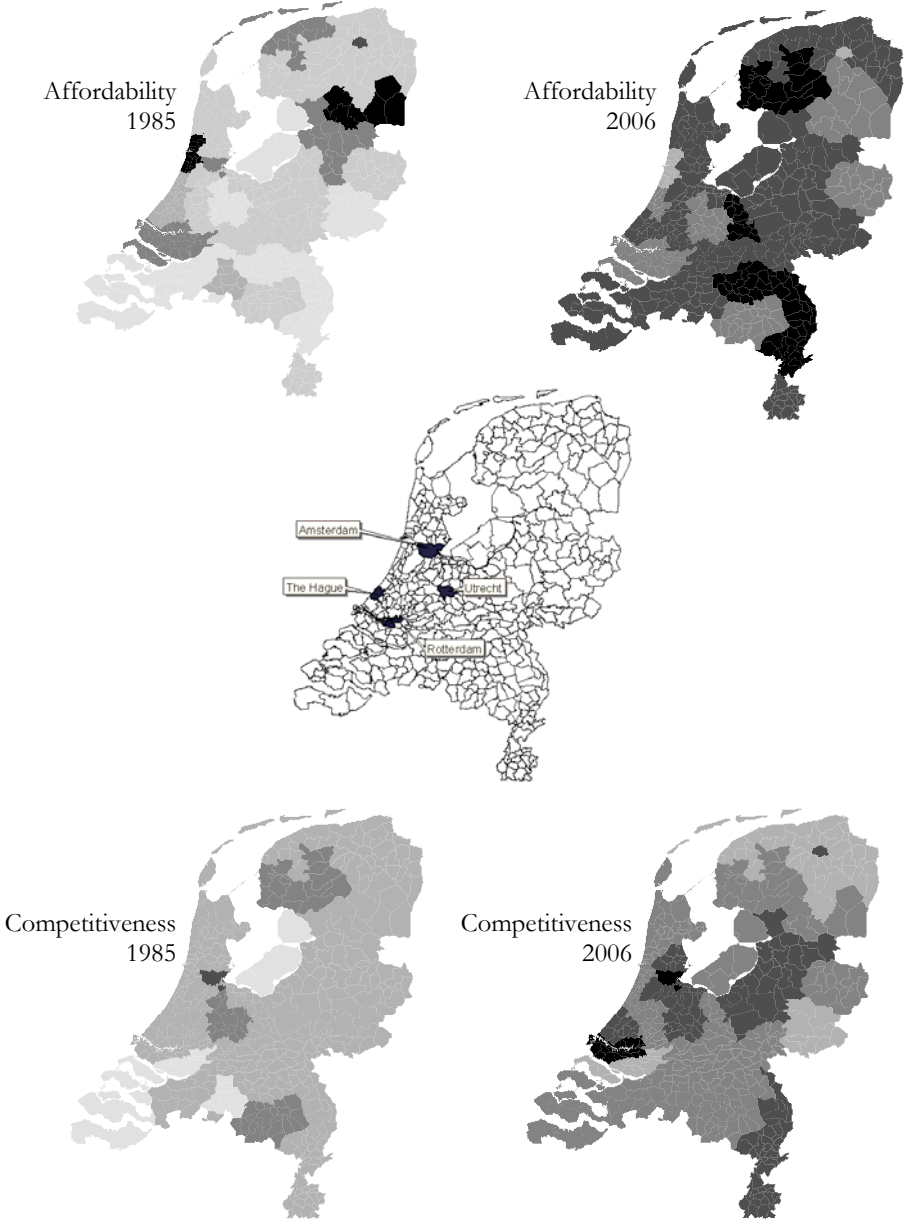 Affordability
1985
Affordability
2006
Amsterdam
The Hague
Utrecht
Rotterdam
Competitiveness
1985
Competitiveness
2006